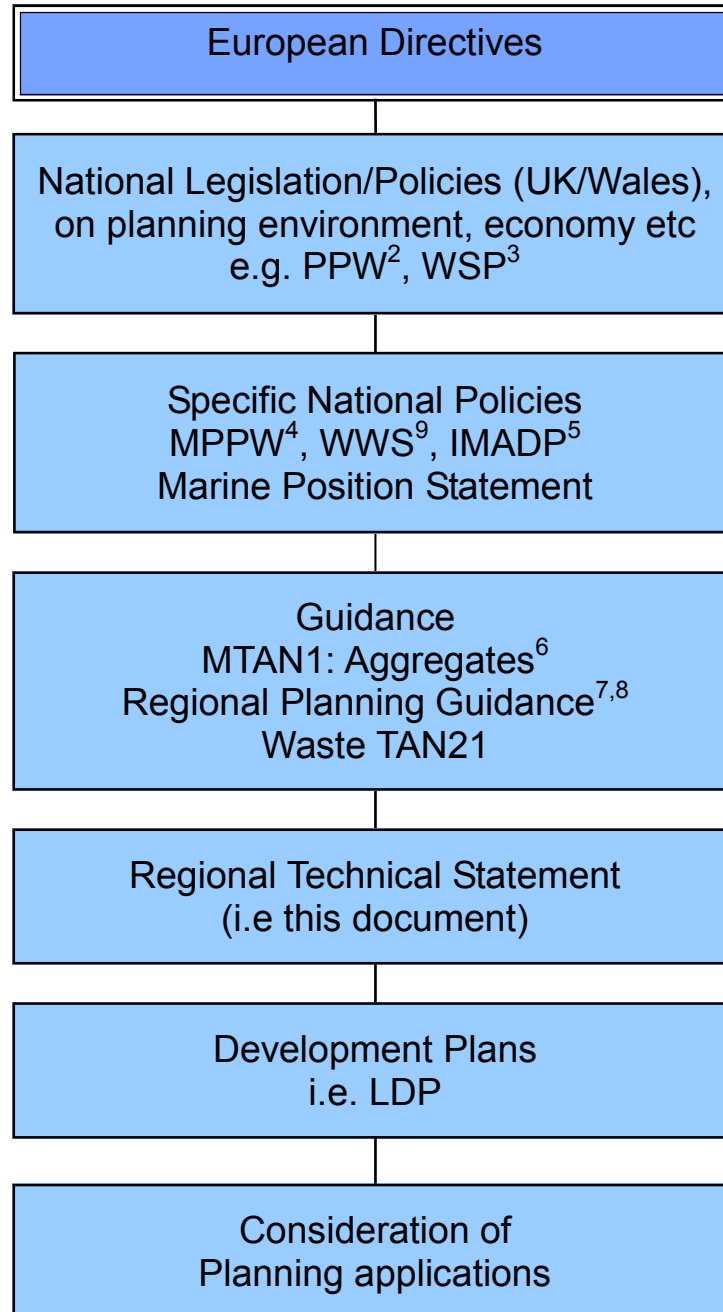 European Directives
National Legislation/Policies (UK/Wales),
on planning environment, economy etc
e.g. PPW², WSP³
Specific National Policies
MPPW⁴, WWS⁹, IMADP⁵
Marine Position Statement
Guidance
MTAN1: Aggregates⁶
Regional Planning Guidance⁷,⁸
Waste TAN21
Regional Technical Statement
(i.e this document)
Development Plans
i.e. LDP
Consideration of
Planning applications